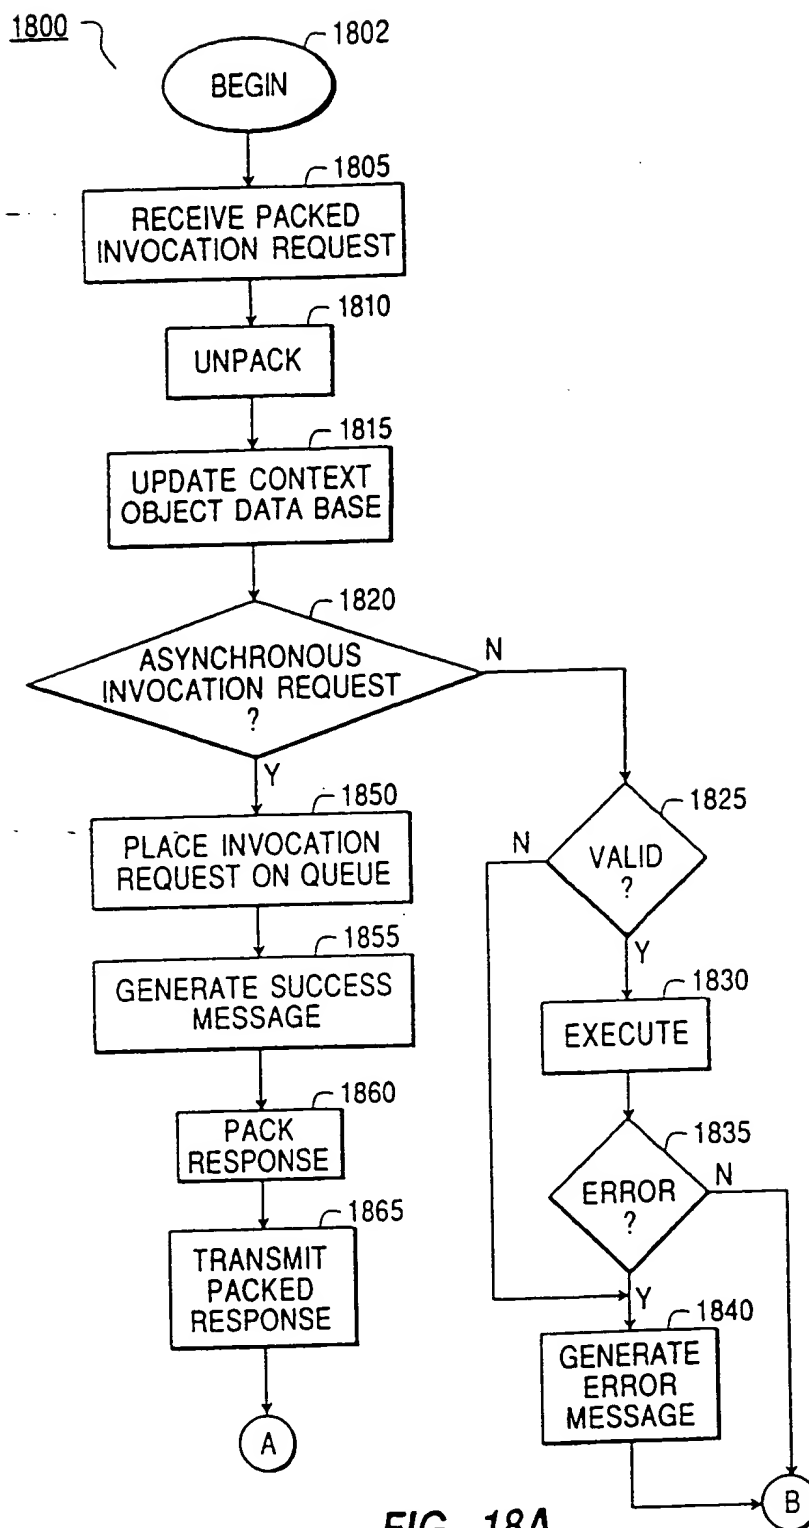 1800
1802
BEGIN
1805
RECEIVE PACKED
INVOCATION REQUEST
1810
UNPACK
1815
UPDATE CONTEXT
OBJECT DATA BASE
1820
ASYNCHRONOUS
INVOCATION REQUEST
?
N
Y
1850
PLACE INVOCATION
REQUEST ON QUEUE
1855
GENERATE SUCCESS
MESSAGE
1860
PACK
RESPONSE
1865
TRANSMIT
PACKED
RESPONSE
A
1825
VALID
?
N
Y
1830
EXECUTE
1835
ERROR
?
N
Y
1840
GENERATE
ERROR
MESSAGE
B
FIG. 18A